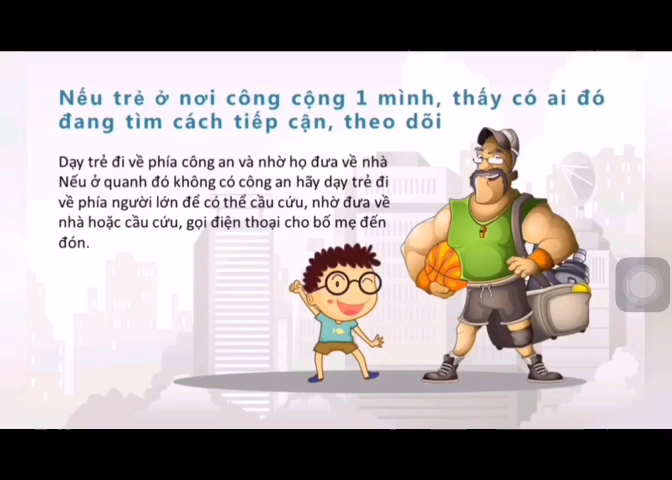 Nếu trẻ ở nơi công cộng 1 mình, thấy có ai đó
đang tìm cách tiếp cận, theo dõi
Dạy trẻ đi về phía công an và nhờ họ đưa về nhà
Nếu ở quanh đó không có công an hãy dạy trẻ đi
về phía người lớn để có thể cầu cứu, nhờ đưa về
nhà hoặc cầu cứu, gọi điện thoại cho bố mẹ đến
đón.